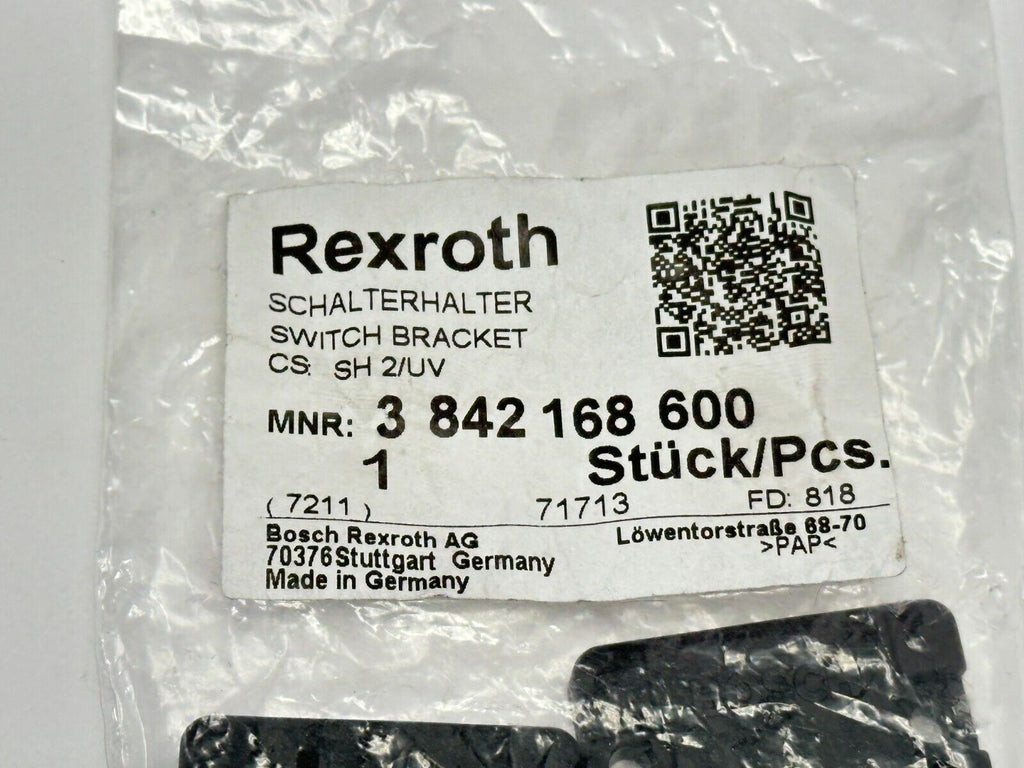 Rexroth
SCHALTERHALTER
SWITCH BRACKET
CS: SH 2/UV
MNR: 3 842 168 600
1 Stück/Pcs.
( 7211 ) 71713 FD: 818
Bosch Rexroth AG Löwentorstraße 68-70
70376 Stuttgart Germany >PAP<
Made in Germany